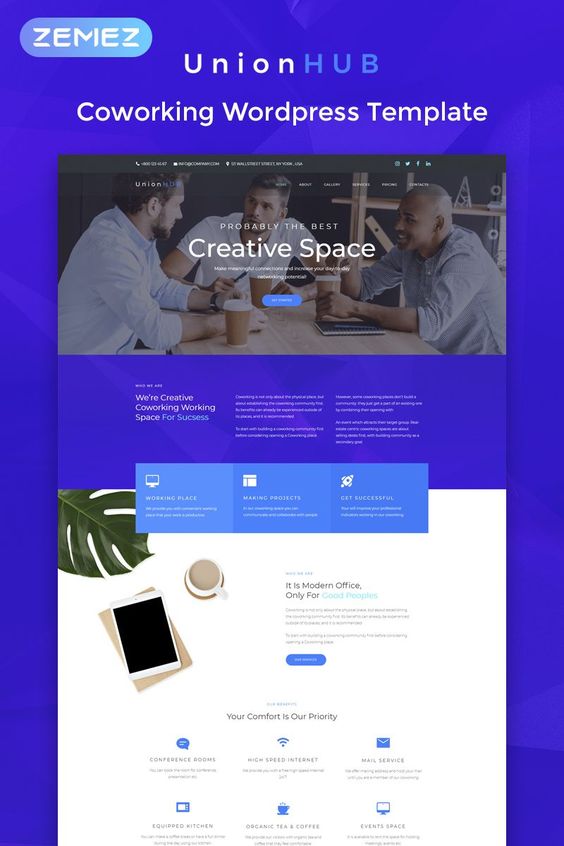 ZEMEZ
UnionHUB
Coworking Wordpress Template
+800 123 45 67 INFO@COMPANY.COM 121 WALLSTREET STREET, NY YORK , USA
UnionHUB HOME ABOUT GALLERY SERVICES PRICING CONTACTS
PROBABLY THE BEST
Creative Space
Make meaningful connections and increase your day-to-day
networking potential!
GET STARTED
WHO WE ARE
We're Creative
Coworking Working
Space For Sucsess
Coworking is not only about the physical place, but
about establishing the coworking community first.
Its benefits can already be experienced outside of
its places, and it is recommended
To start with building a coworking community first
before considering opening a Coworking place
However, some coworking places don't build a
community: they just get a part of an existing one
by combining their opening with
An event which attracts their target group. Real
estate centric coworking spaces are about
selling desks first, with building community as a
secondary goal
WORKING PLACE
We provide you with convenient working
place that your work is productive
MAKING PROJECTS
In our coworking space you can
communicate and collaborate with people
GET SUCCESSFUL
Your will improve your professional
indicators working in our coworking
WHO WE ARE
It Is Modern Office,
Only For Good Peoples
Coworking is not only about the physical place, but about establishing
the coworking community first. Its benefits can already be experienced
outside of its places, and it is recommended
To start with building a coworking community first before considering
opening a Coworking place
OUR SERVICES
OUR BENEFITS
Your Comfort Is Our Priority
CONFERENCE ROOMS
You can book the room for conference,
presentation etc
HIGH SPEED INTERNET
We provide you with a free high speed Internet
24/7
MAIL SERVICE
We offer mailing address and host your mail
until you are a member of our coworking
EQUIPPED KITCHEN
You can make a coffee break or have a fun dinner
during the day using our kitchen
ORGANIC TEA & COFFEE
We provide our visitors with organic tea and
coffee that they may feel comfortable
EVENTS SPACE
It is available to rent the space for holding
meetings, events etc